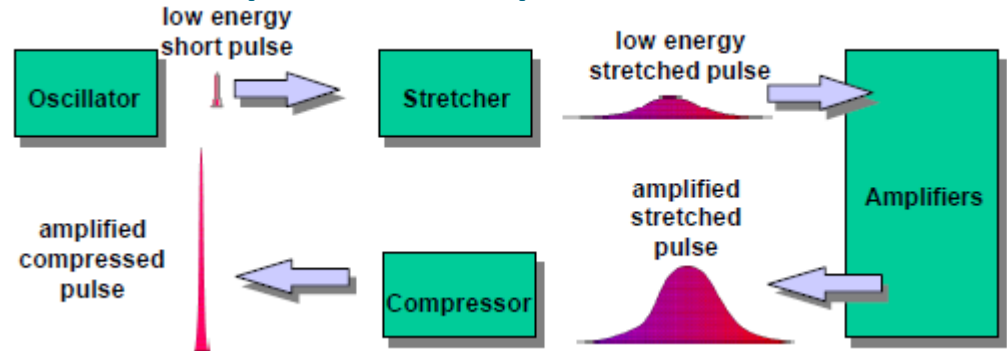 low energy
short pulse
Oscillator
Stretcher
low energy
stretched pulse
Amplifiers
amplified
stretched
pulse
Compressor
amplified
compressed
pulse